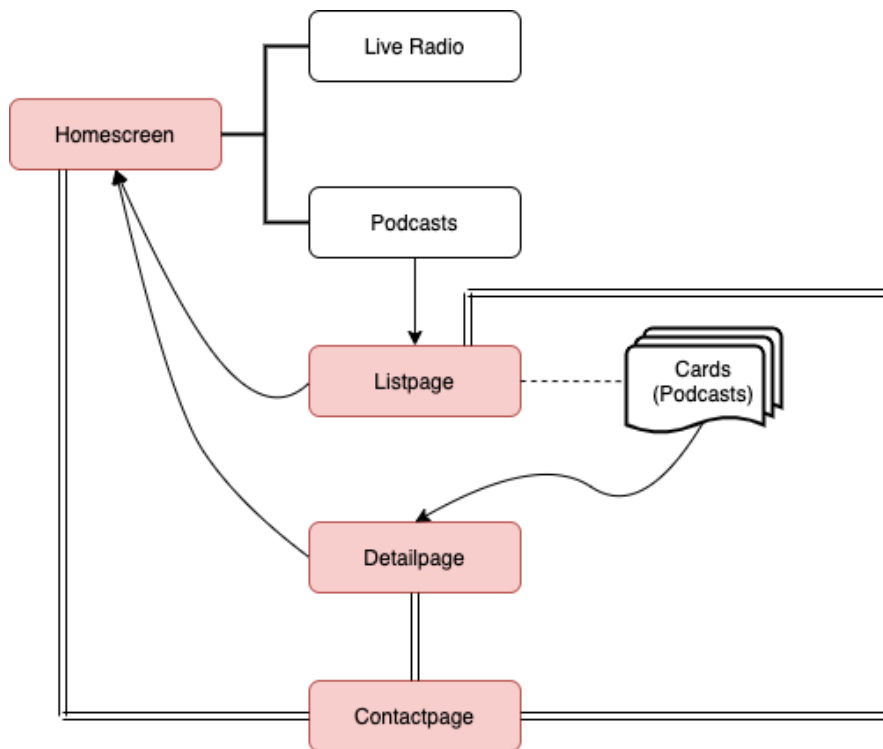 Live Radio
Homescreen
Podcasts
Listpage
Cards
(Podcasts)
Detailpage
Contactpage